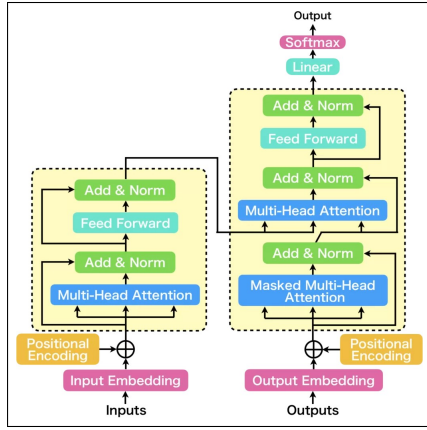 Output
Softmax
Linear
Add & Norm
Feed Forward
Add & Norm
Multi-Head Attention
Add & Norm
Masked Multi-Head
Attention
Add & Norm
Feed Forward
Add & Norm
Multi-Head Attention
Positional
Encoding
Input Embedding
Inputs
Positional
Encoding
Output Embedding
Outputs